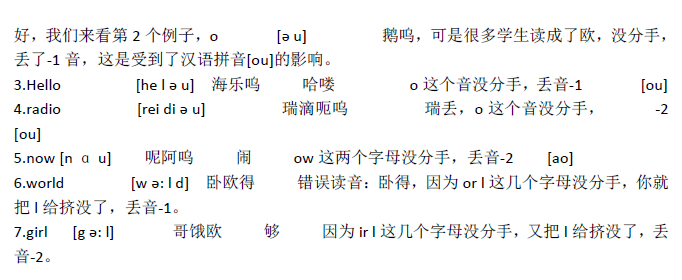 好，我们来看第 2 个例子，o [ə u] 鹅呜，可是很多学生读成了欧，没分手，
丢了-1 音，这是受到了汉语拼音[ou]的影响。
3.Hello [he l ə u] 海乐呜 哈喽 o 这个音没分手，丢音-1 [ou]
4.radio [rei di ə u] 瑞滴呃呜 瑞丢，o 这个音没分手， -2
[ou]
5.now [n ɑ u] 呢阿呜 闹 ow 这两个字母没分手，丢音-2 [ao]
6.world [w ə: l d] 卧欧得 错误读音：卧得，因为 or l 这几个字母没分手，你就
把 l 给挤没了，丢音-1。
7.girl [g ə: l] 哥饿欧 够 因为 ir l 这几个字母没分手，又把 l 给挤没了，丢
音-2。